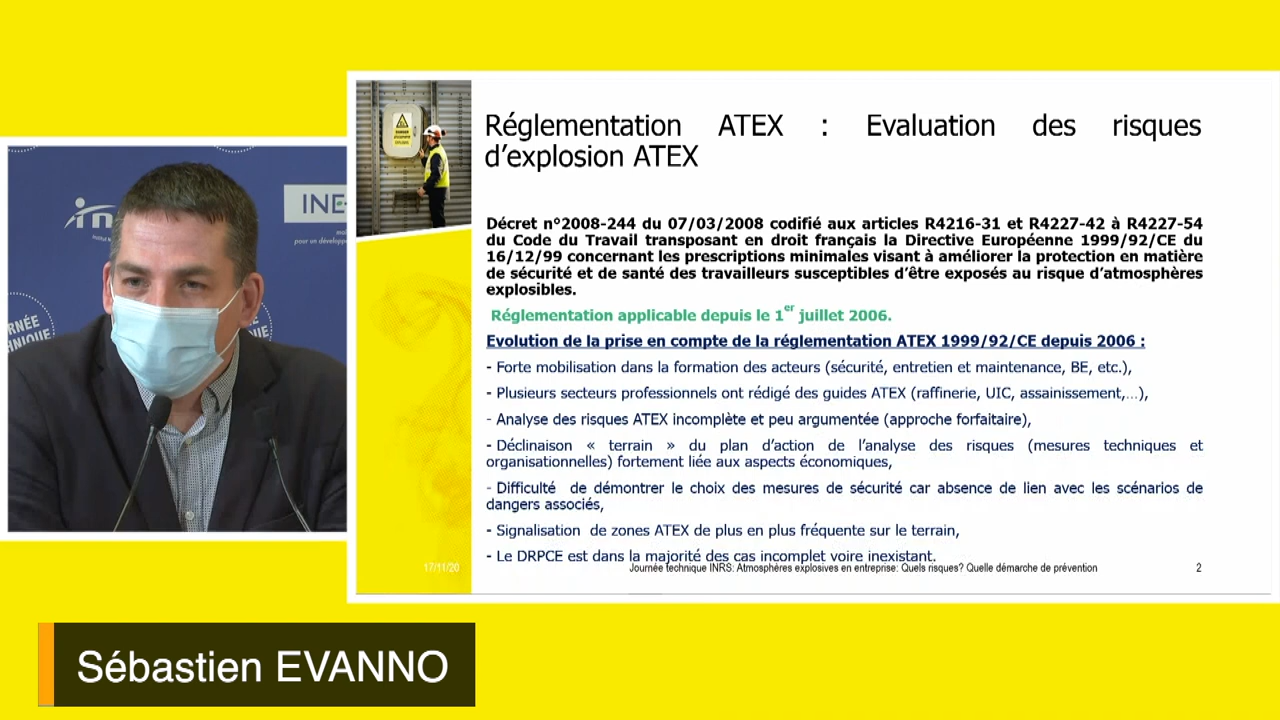 Réglementation ATEX : Evaluation des risques
d'explosion ATEX
Décret n°2008-244 du 07/03/2008 codifié aux articles R4216-31 et R4227-42 à R4227-54
du Code du Travail transposant en droit français la Directive Européenne 1999/92/CE du
16/12/99 concernant les prescriptions minimales visant à améliorer la protection en matière
de sécurité et de santé des travailleurs susceptibles d'être exposés au risque d'atmosphères
explosibles.
Réglementation applicable depuis le 1er juillet 2006.
Evolution de la prise en compte de la réglementation ATEX 1999/92/CE depuis 2006 :
- Forte mobilisation dans la formation des acteurs (sécurité, entretien et maintenance, BE, etc.),
- Plusieurs secteurs professionnels ont rédigé des guides ATEX (raffinerie, UIC, assainissement,...),
- Analyse des risques ATEX incomplète et peu argumentée (approche forfaitaire),
- Déclinaison « terrain » du plan d'action de l'analyse des risques (mesures techniques et
organisationnelles) fortement liée aux aspects économiques,
- Difficulté de démontrer le choix des mesures de sécurité car absence de lien avec les scénarios de
dangers associés,
- Signalisation de zones ATEX de plus en plus fréquente sur le terrain,
- Le DRPCE est dans la majorité des cas incomplet voire inexistant.
17/11/20
Journée technique INRS: Atmosphères explosives en entreprise: Quels risques? Quelle démarche de prévention
2
DANGER
in
INE
pour un développ
RNÉE
HNIQUE
Sébastien EVANNO